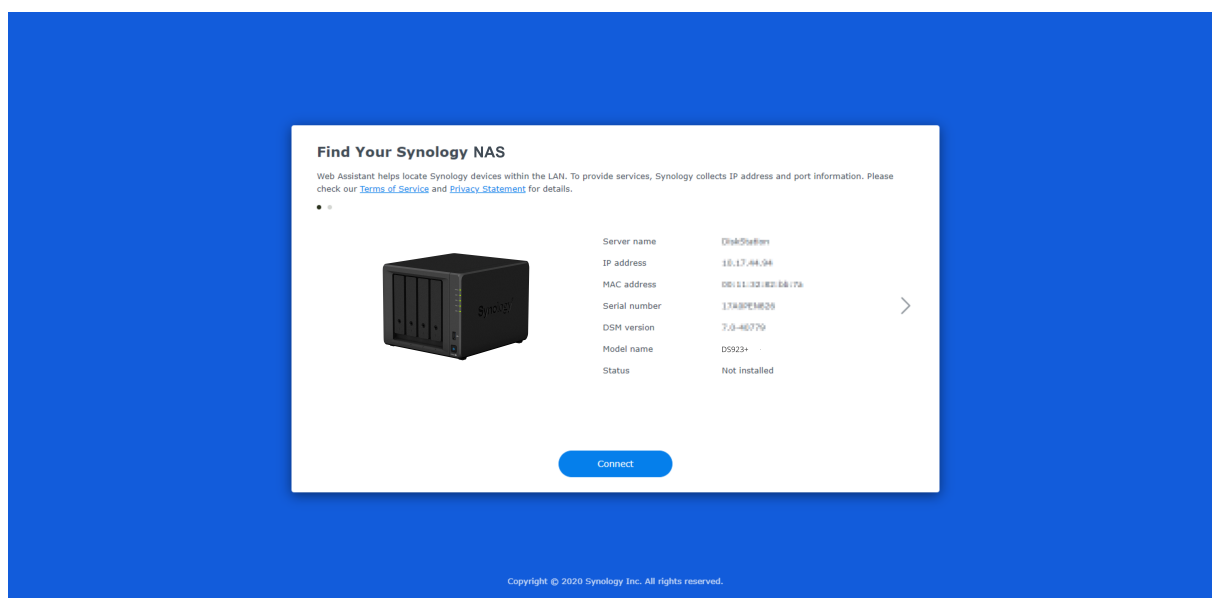 Find Your Synology NAS
Web Assistant helps locate Synology devices within the LAN. To provide services, Synology collects IP address and port information. Please
check our Terms of Service and Privacy Statement for details.
Synology
Server name DiskStation
IP address
MAC address
Serial number
DSM version
Model name DS923+
Status Not installed
Connect
Copyright © 2020 Synology Inc. All rights reserved.